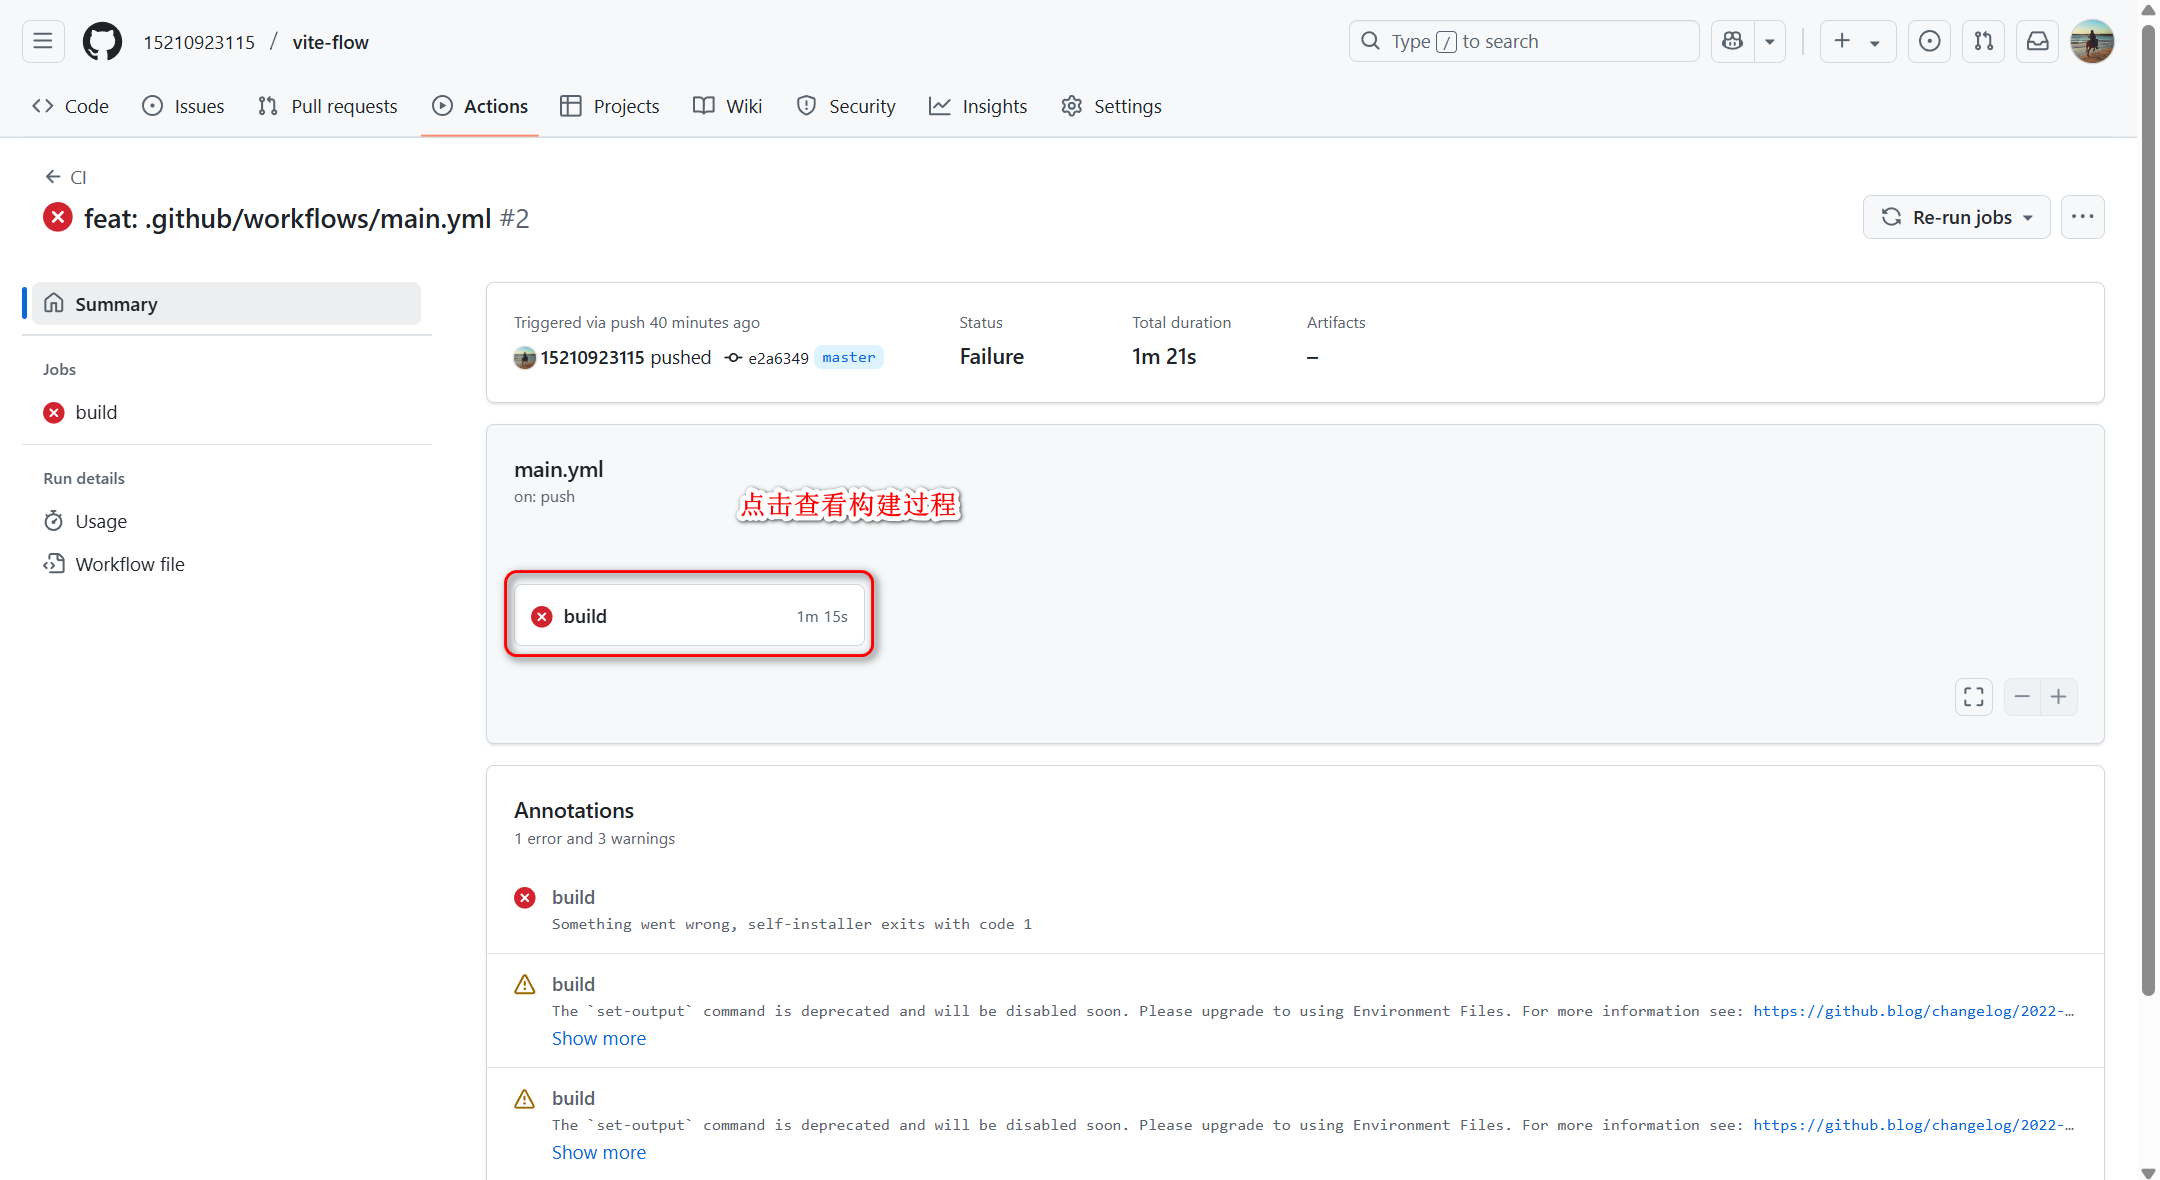 15210923115 / vite-flow
Type / to search
Code
Issues
Pull requests
Actions
Projects
Wiki
Security
Insights
Settings
CI
feat: .github/workflows/main.yml #2
Re-run jobs
Summary
Jobs
build
Run details
Usage
Workflow file
Triggered via push 40 minutes ago
15210923115 pushed e2a6349 master
Status
Failure
Total duration
1m 21s
Artifacts
–
main.yml
on: push
点击查看构建过程
build 1m 15s
Annotations
1 error and 3 warnings
build
Something went wrong, self-installer exits with code 1
build
The `set-output` command is deprecated and will be disabled soon. Please upgrade to using Environment Files. For more information see: https://github.blog/changelog/2022-…
Show more
build
The `set-output` command is deprecated and will be disabled soon. Please upgrade to using Environment Files. For more information see: https://github.blog/changelog/2022-…
Show more